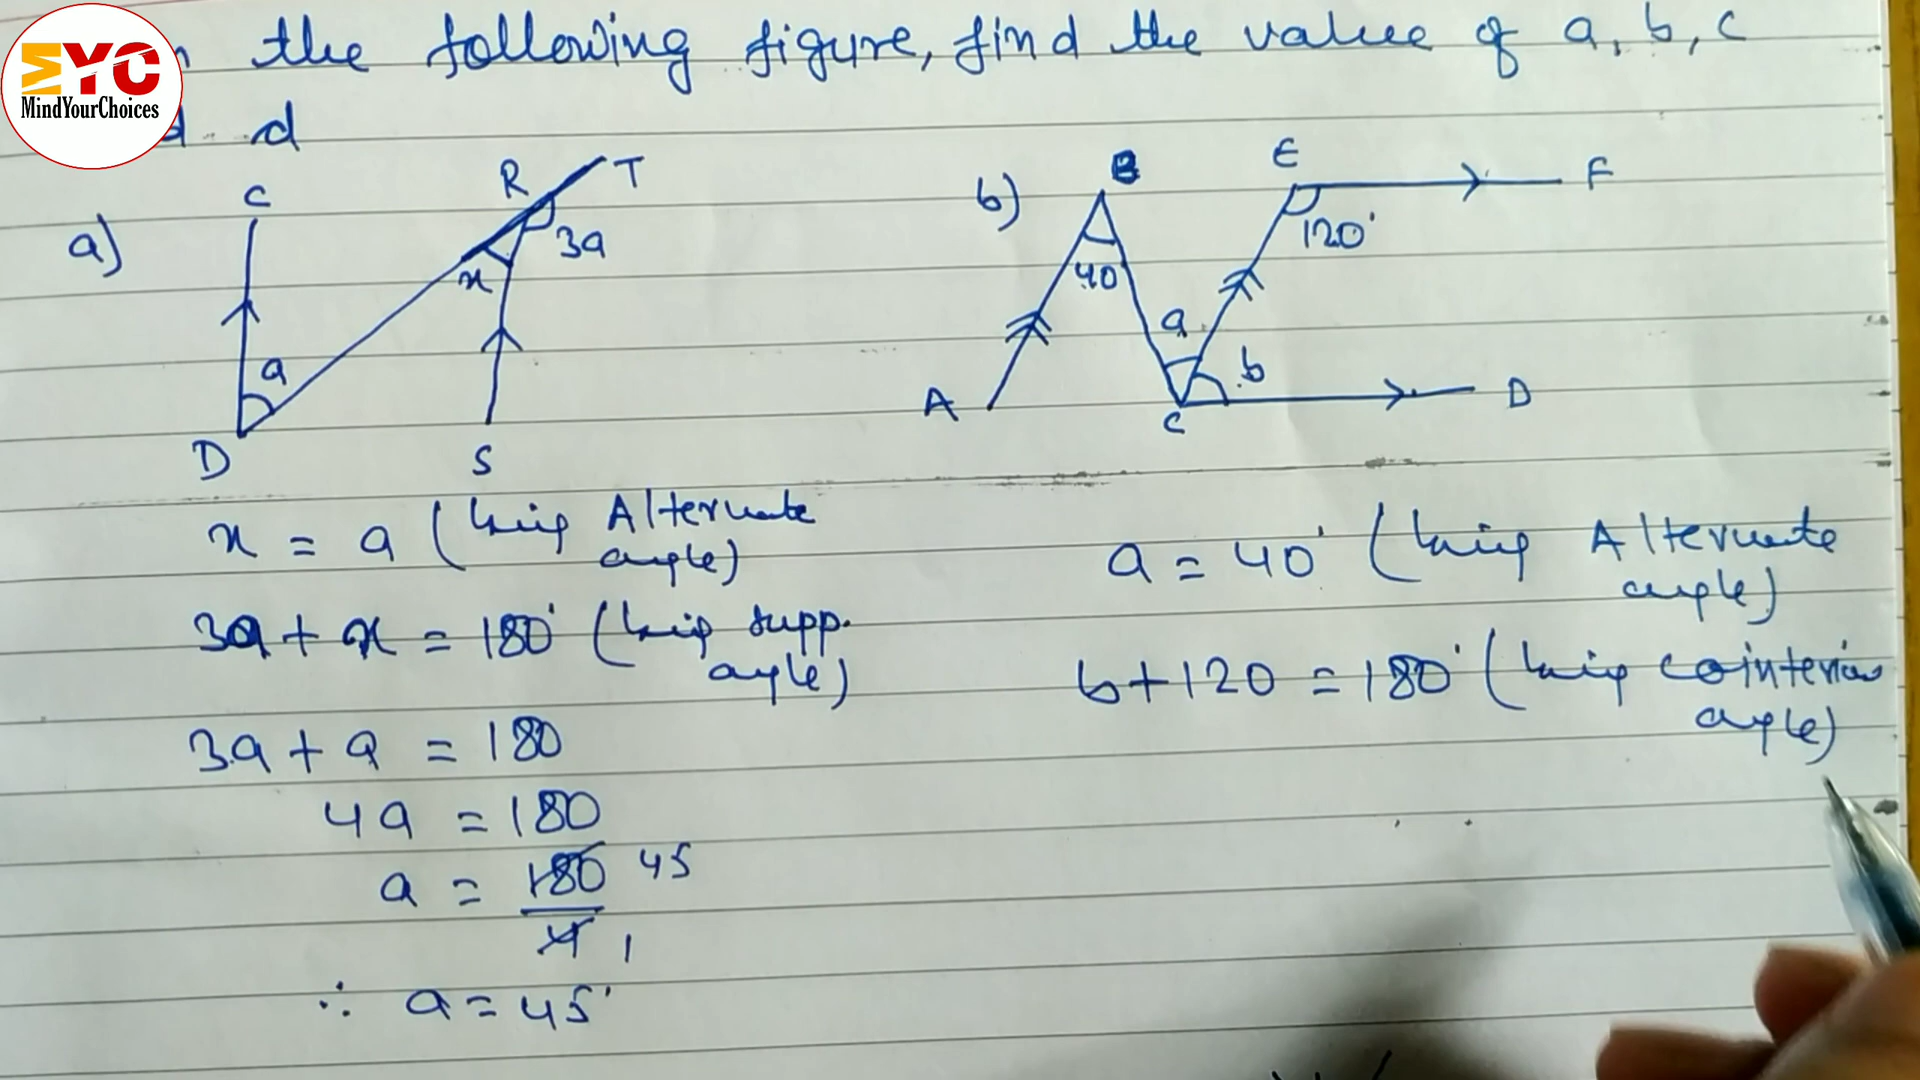 MYC
MindYourChoices
the following figure, find the value of a, b, c
d
a)
C
R
T
3a
x
a
D
S
b)
B
E
F
120°
40
a
b
A
C
D
x = a (being Alternate
angle)
3a + x = 180° (being supp.
angle)
3a + a = 180
4a = 180
a = 180/4 45
1
∴ a = 45°
a = 40° (being Alternate
angle)
b + 120 = 180° (being cointerior
angle)